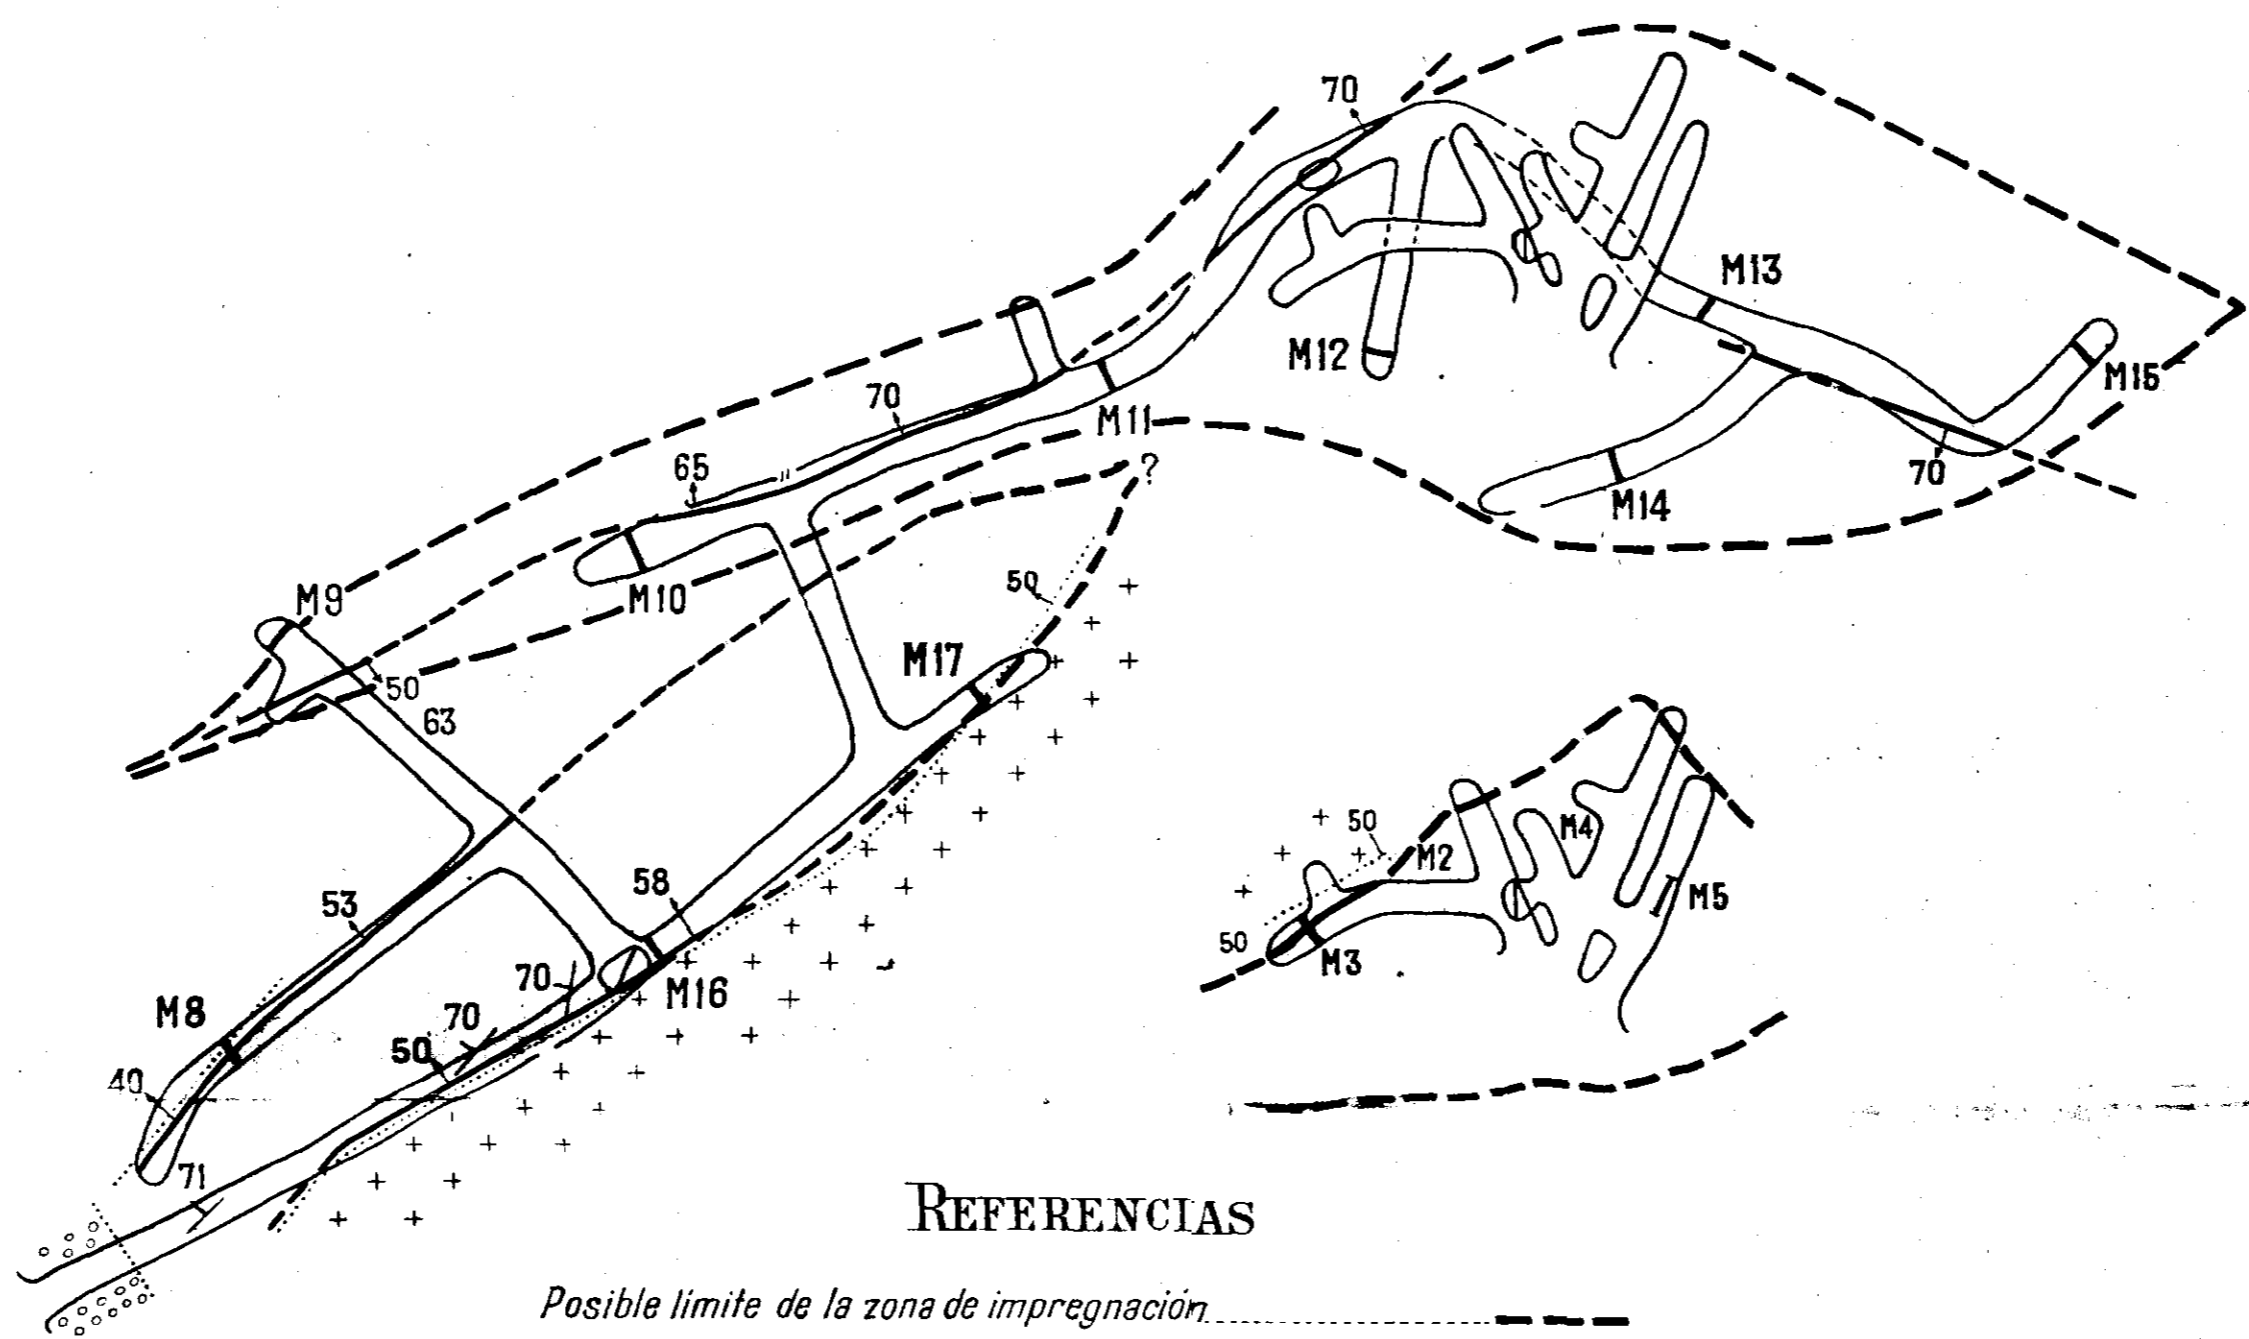 70
M13
M12
M15
70
M11
65
?
70
M14
50
M9
M10
M17
50
63
50
M4
M2
58
53
M5
50
M3
70
M16
M8
70
50
40
71
REFERENCIAS
Posible límite de la zona de impregnación